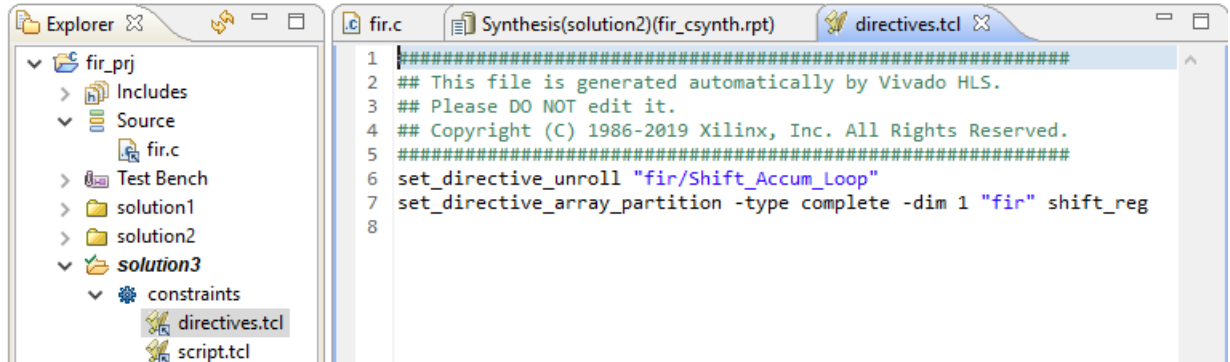 Explorer
fir_prj
Includes
Source
fir.c
Test Bench
solution1
solution2
solution3
constraints
directives.tcl
script.tcl
fir.c
Synthesis(solution2)(fir_csynth.rpt)
directives.tcl
1 ############################################################
2 ## This file is generated automatically by Vivado HLS.
3 ## Please DO NOT edit it.
4 ## Copyright (C) 1986-2019 Xilinx, Inc. All Rights Reserved.
5 ############################################################
6 set_directive_unroll "fir/Shift_Accum_Loop"
7 set_directive_array_partition -type complete -dim 1 "fir" shift_reg
8